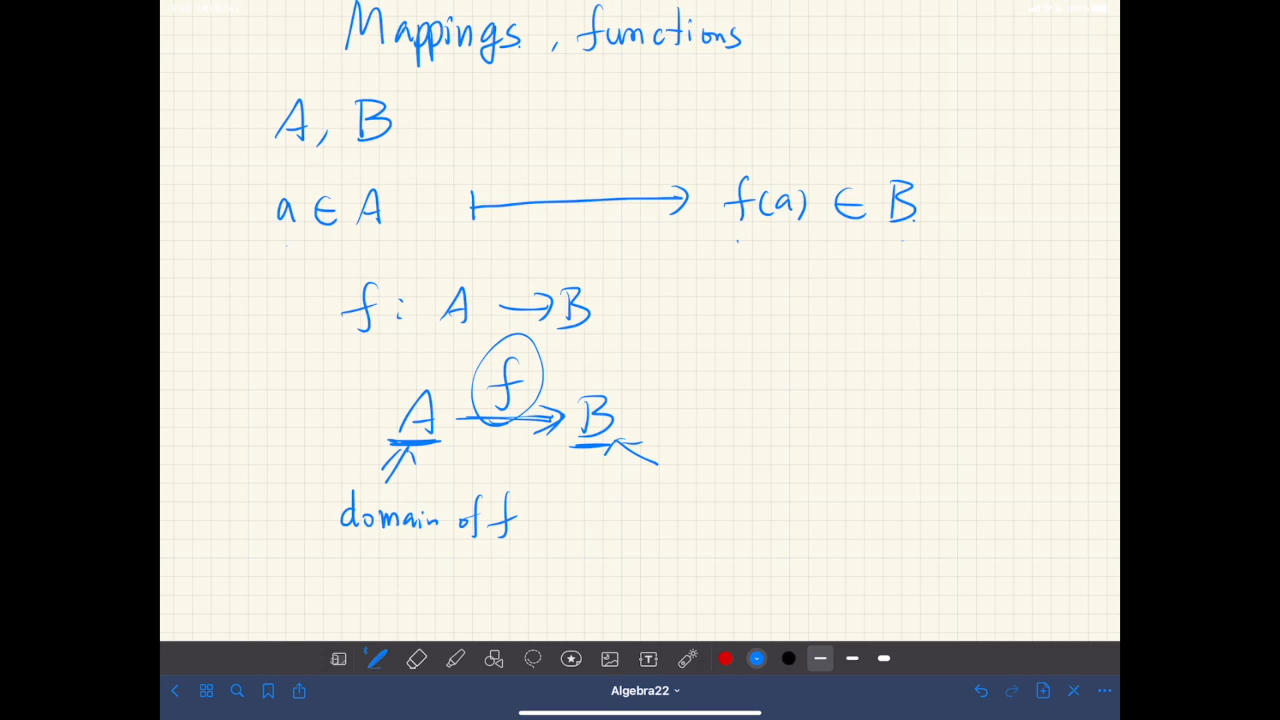 Mappings, functions
A, B
a ∈ A ↦ f(a) ∈ B
f : A → B
f
A → B
domain of f
Algebra22